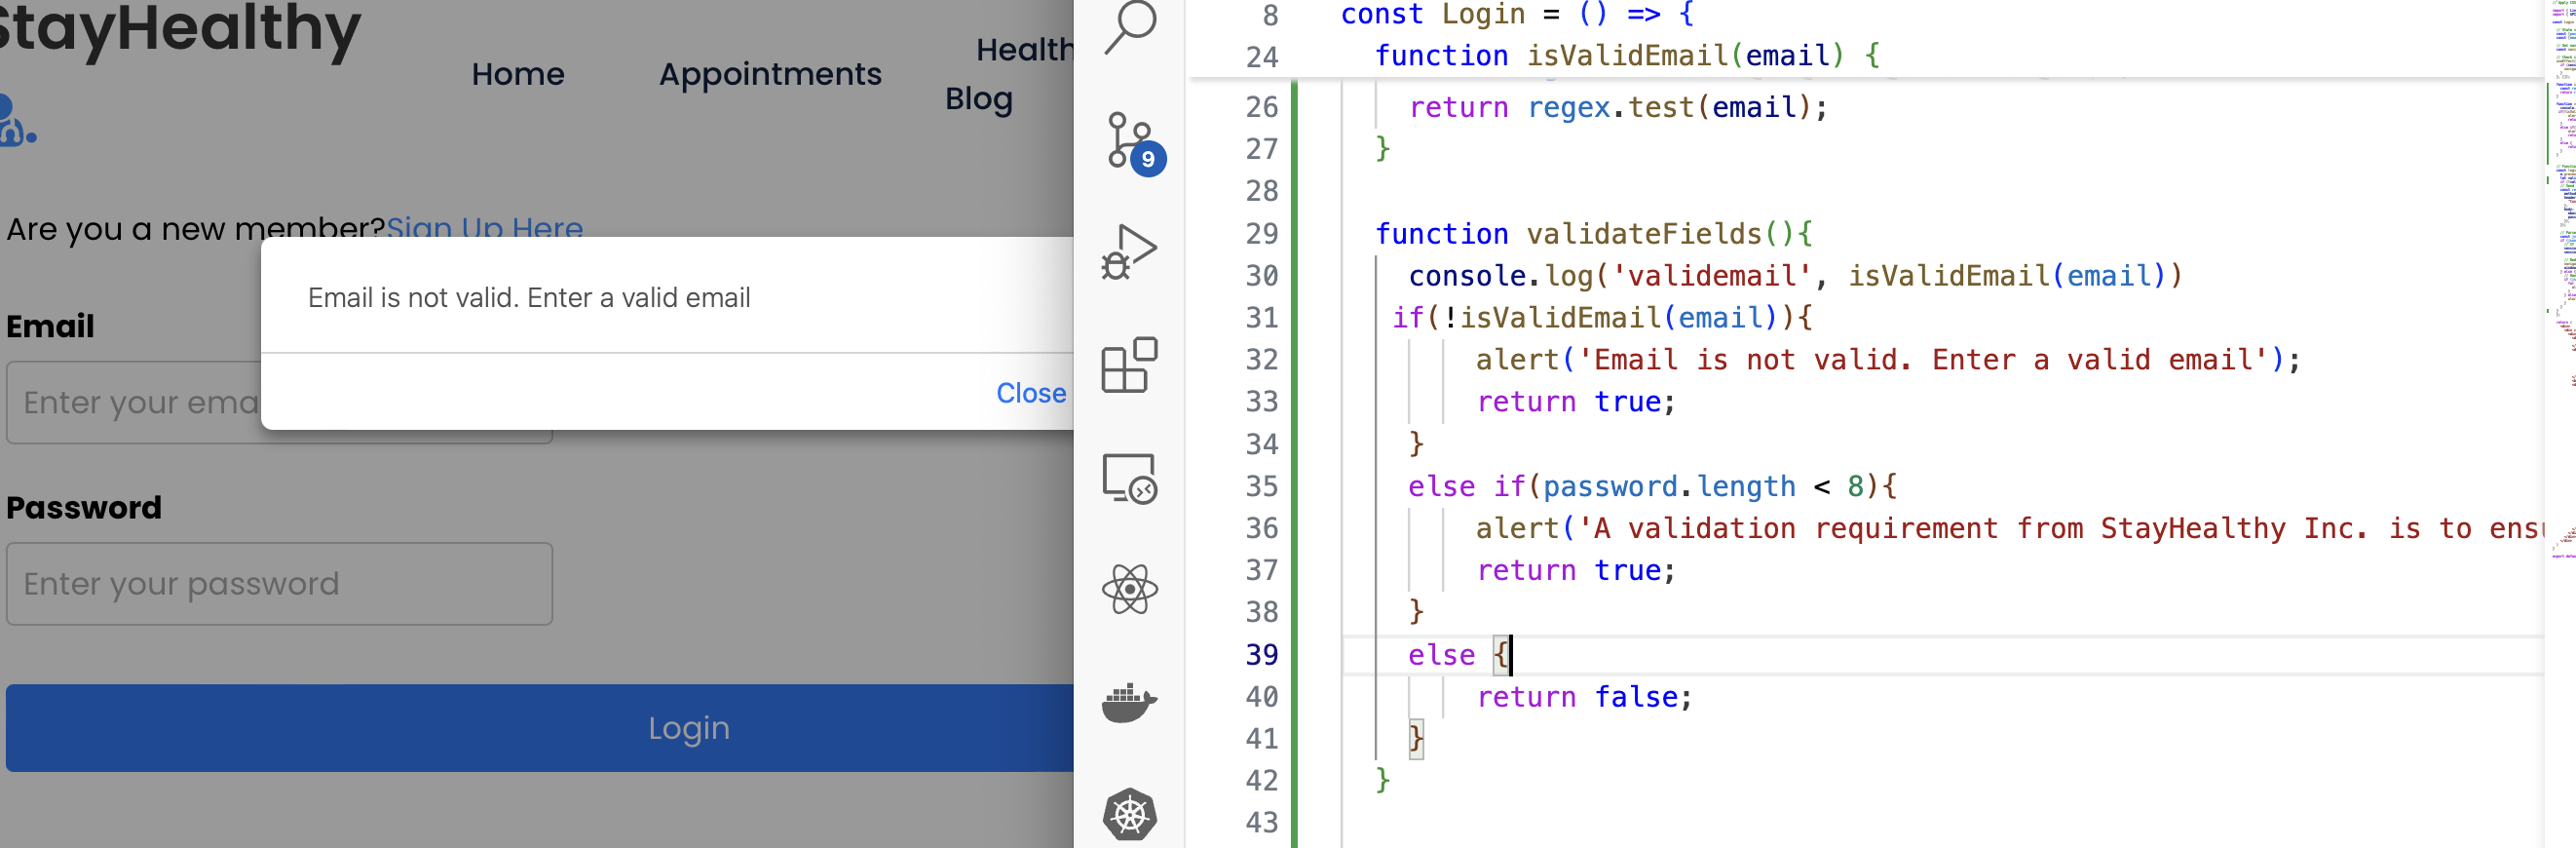 StayHealthy
Home
Appointments
Health
Blog
Are you a new member?Sign Up Here
Email is not valid. Enter a valid email
Close
Email
Enter your ema
Password
Enter your password
Login
9
8 const Login = () => {
24 function isValidEmail(email) {
26 return regex.test(email);
27 }
28
29 function validateFields(){
30 console.log('validemail', isValidEmail(email))
31 if(!isValidEmail(email)){
32 alert('Email is not valid. Enter a valid email');
33 return true;
34 }
35 else if(password.length < 8){
36 alert('A validation requirement from StayHealthy Inc. is to ens
37 return true;
38 }
39 else {
40 return false;
41 }
42 }
43